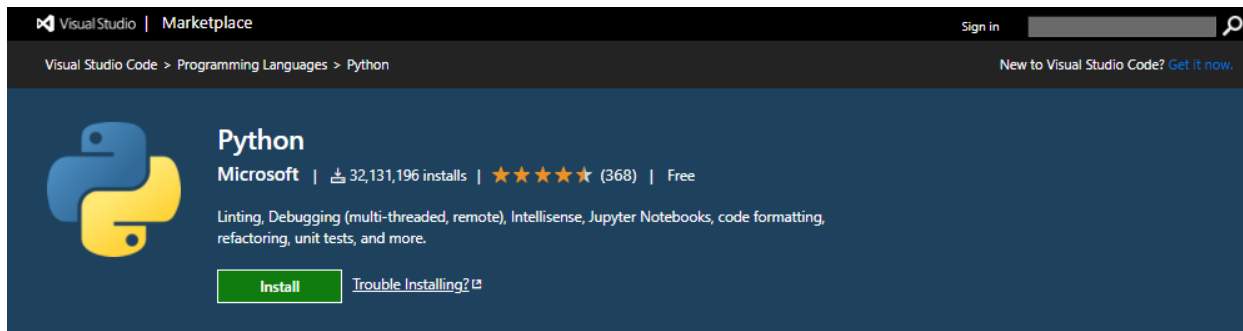 Visual Studio | Marketplace
Sign in
Visual Studio Code > Programming Languages > Python
New to Visual Studio Code? Get it now.
Python
Microsoft | 32,131,196 installs | (368) | Free
Linting, Debugging (multi-threaded, remote), Intellisense, Jupyter Notebooks, code formatting,
refactoring, unit tests, and more.
Install
Trouble Installing?